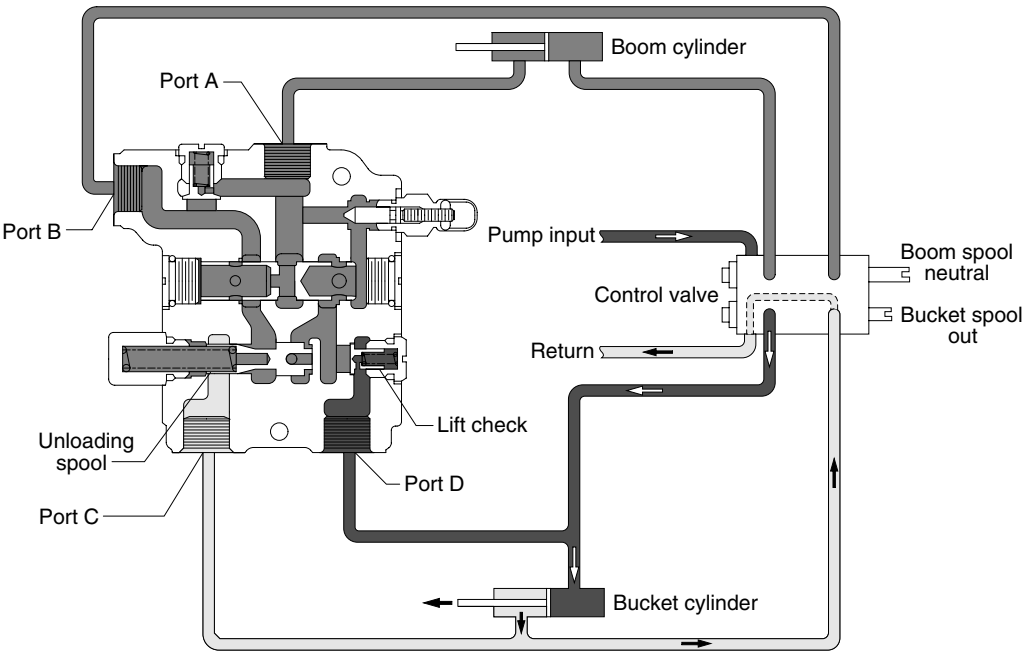 Boom cylinder
Port A
Port B
Pump input
Boom spool
neutral
Control valve
Bucket spool
out
Return
Lift check
Unloading
spool
Port D
Port C
Bucket cylinder